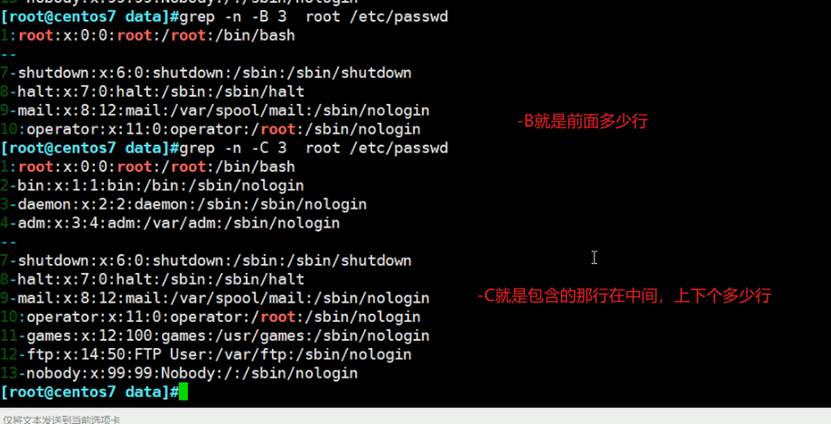 [root@centos7 data]#grep -n -B 3  root /etc/passwd
1:root:x:0:0:root:/root:/bin/bash
--
7-shutdown:x:6:0:shutdown:/sbin:/sbin/shutdown
8-halt:x:7:0:halt:/sbin:/sbin/halt
9-mail:x:8:12:mail:/var/spool/mail:/sbin/nologin
10:operator:x:11:0:operator:/root:/sbin/nologin
-B就是前面多少行
[root@centos7 data]#grep -n -C 3  root /etc/passwd
1:root:x:0:0:root:/root:/bin/bash
2-bin:x:1:1:bin:/bin:/sbin/nologin
3-daemon:x:2:2:daemon:/sbin:/sbin/nologin
4-adm:x:3:4:adm:/var/adm:/sbin/nologin
--
7-shutdown:x:6:0:shutdown:/sbin:/sbin/shutdown
8-halt:x:7:0:halt:/sbin:/sbin/halt
9-mail:x:8:12:mail:/var/spool/mail:/sbin/nologin
-C就是包含的那行在中间，上下个多少行
10:operator:x:11:0:operator:/root:/sbin/nologin
11-games:x:12:100:games:/usr/games:/sbin/nologin
12-ftp:x:14:50:FTP User:/var/ftp:/sbin/nologin
13-nobody:x:99:99:Nobody:/:/sbin/nologin
[root@centos7 data]#
仅将文本发送到当前选项卡